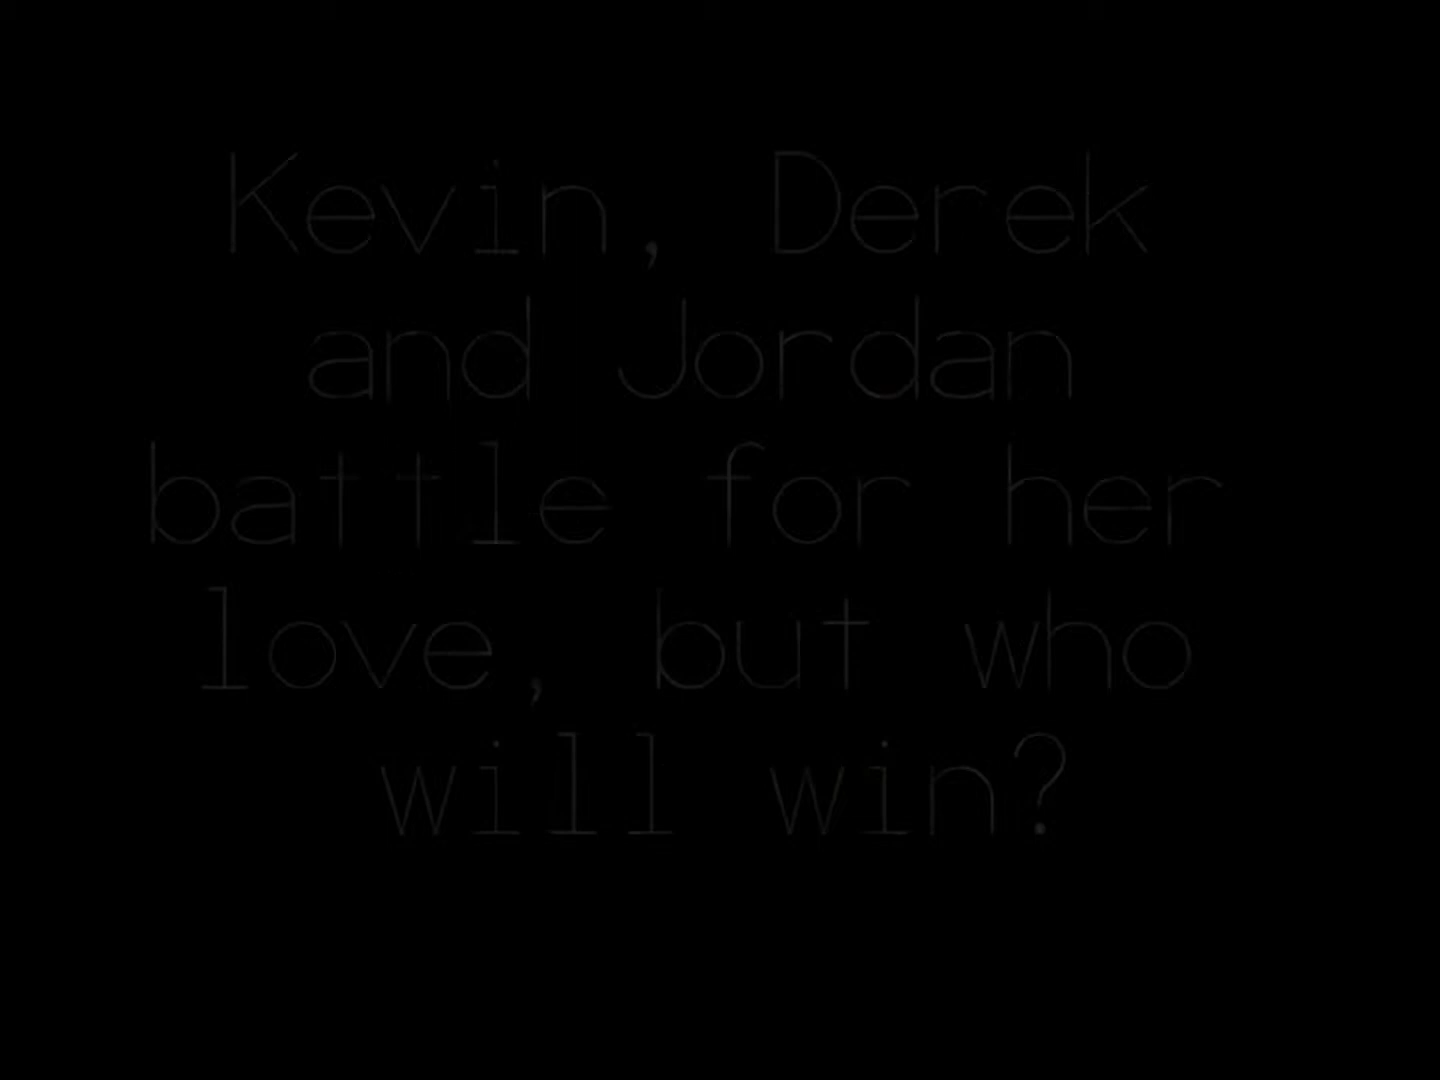 Kevin, Derek
and Jordan
battle for her
love, but who
will win?